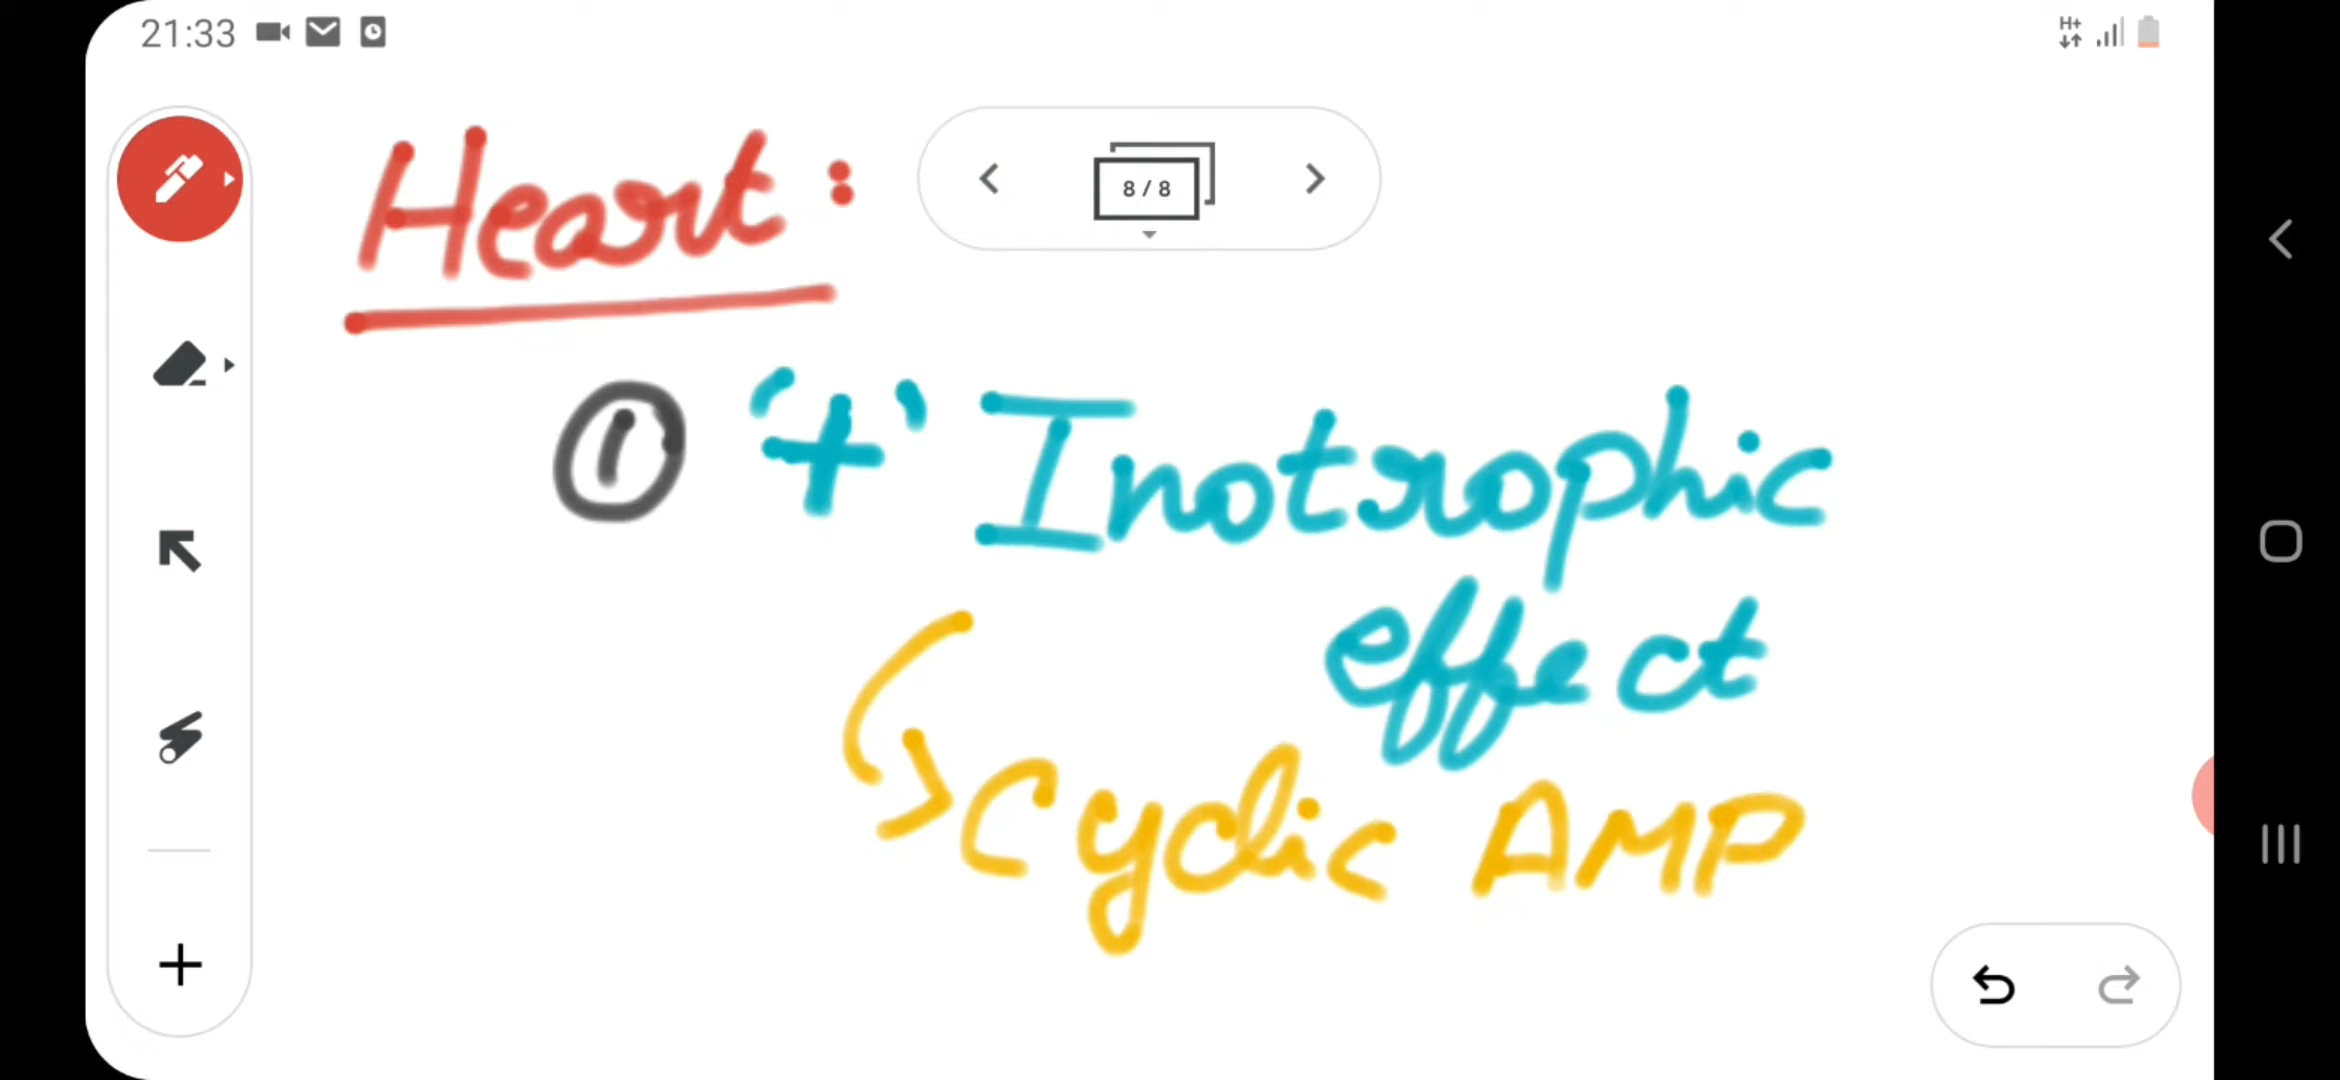 21:33
H+
Heart :
8 / 8
① '+' Inotrophic
effect
Cyclic AMP